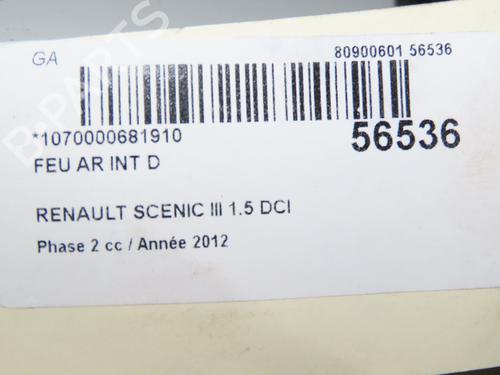 GA
80900601 56536
*1070000681910
56536
FEU AR INT D
RENAULT SCENIC III 1.5 DCI
Phase 2 cc / Année 2012
B-PARTS